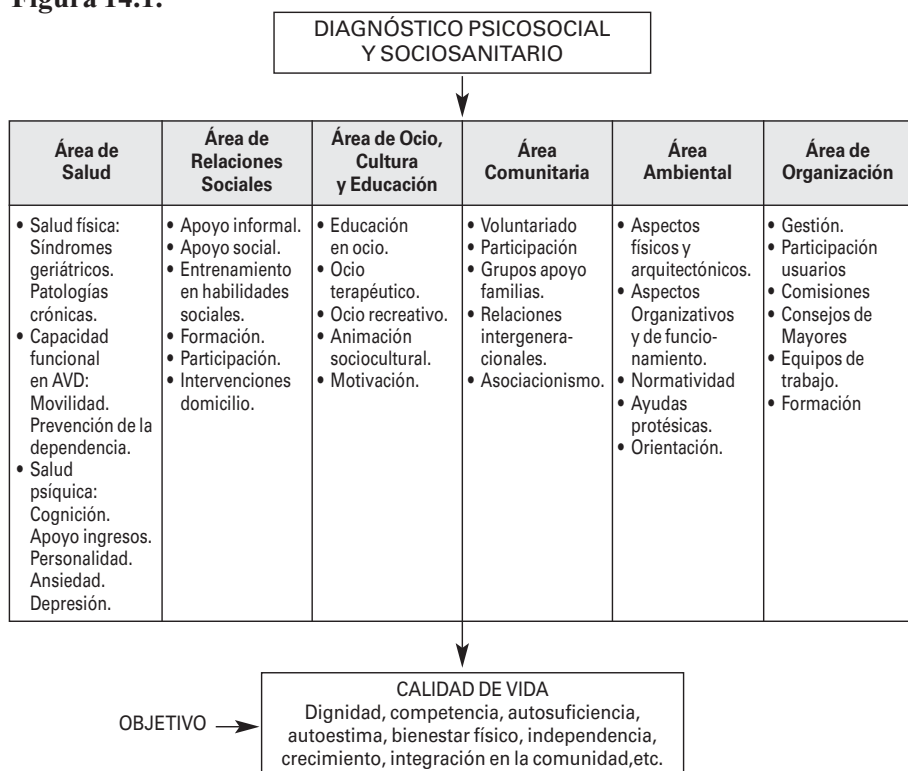 Figura 14.1.
DIAGNÓSTICO PSICOSOCIAL
Y SOCIOSANITARIO
Área de
Salud
Área de
Relaciones
Sociales
Área de Ocio,
Cultura
y Educación
Área
Comunitaria
Área
Ambiental
Área de
Organización
• Salud física:
Síndromes
geriátricos.
Patologías
crónicas.
• Capacidad
funcional
en AVD:
Movilidad.
Prevención de la
dependencia.
• Salud
psíquica:
Cognición.
Apoyo ingresos.
Personalidad.
Ansiedad.
Depresión.
• Apoyo informal.
• Apoyo social.
• Entrenamiento
en habilidades
sociales.
• Formación.
• Participación.
• Intervenciones
domicilio.
• Educación
en ocio.
• Ocio
terapéutico.
• Ocio recreativo.
• Animación
sociocultural.
• Motivación.
• Voluntariado
• Participación
• Grupos apoyo
familias.
• Relaciones
intergenera-
cionales.
• Asociacionismo.
• Aspectos
físicos y
arquitectónicos.
• Aspectos
Organizativos
y de funcio-
namiento.
• Normatividad
• Ayudas
protésicas.
• Orientación.
• Gestión.
• Participación
usuarios
• Comisiones
• Consejos de
Mayores
• Equipos de
trabajo.
• Formación
OBJETIVO
CALIDAD DE VIDA
Dignidad, competencia, autosuficiencia,
autoestima, bienestar físico, independencia,
crecimiento, integración en la comunidad,etc.